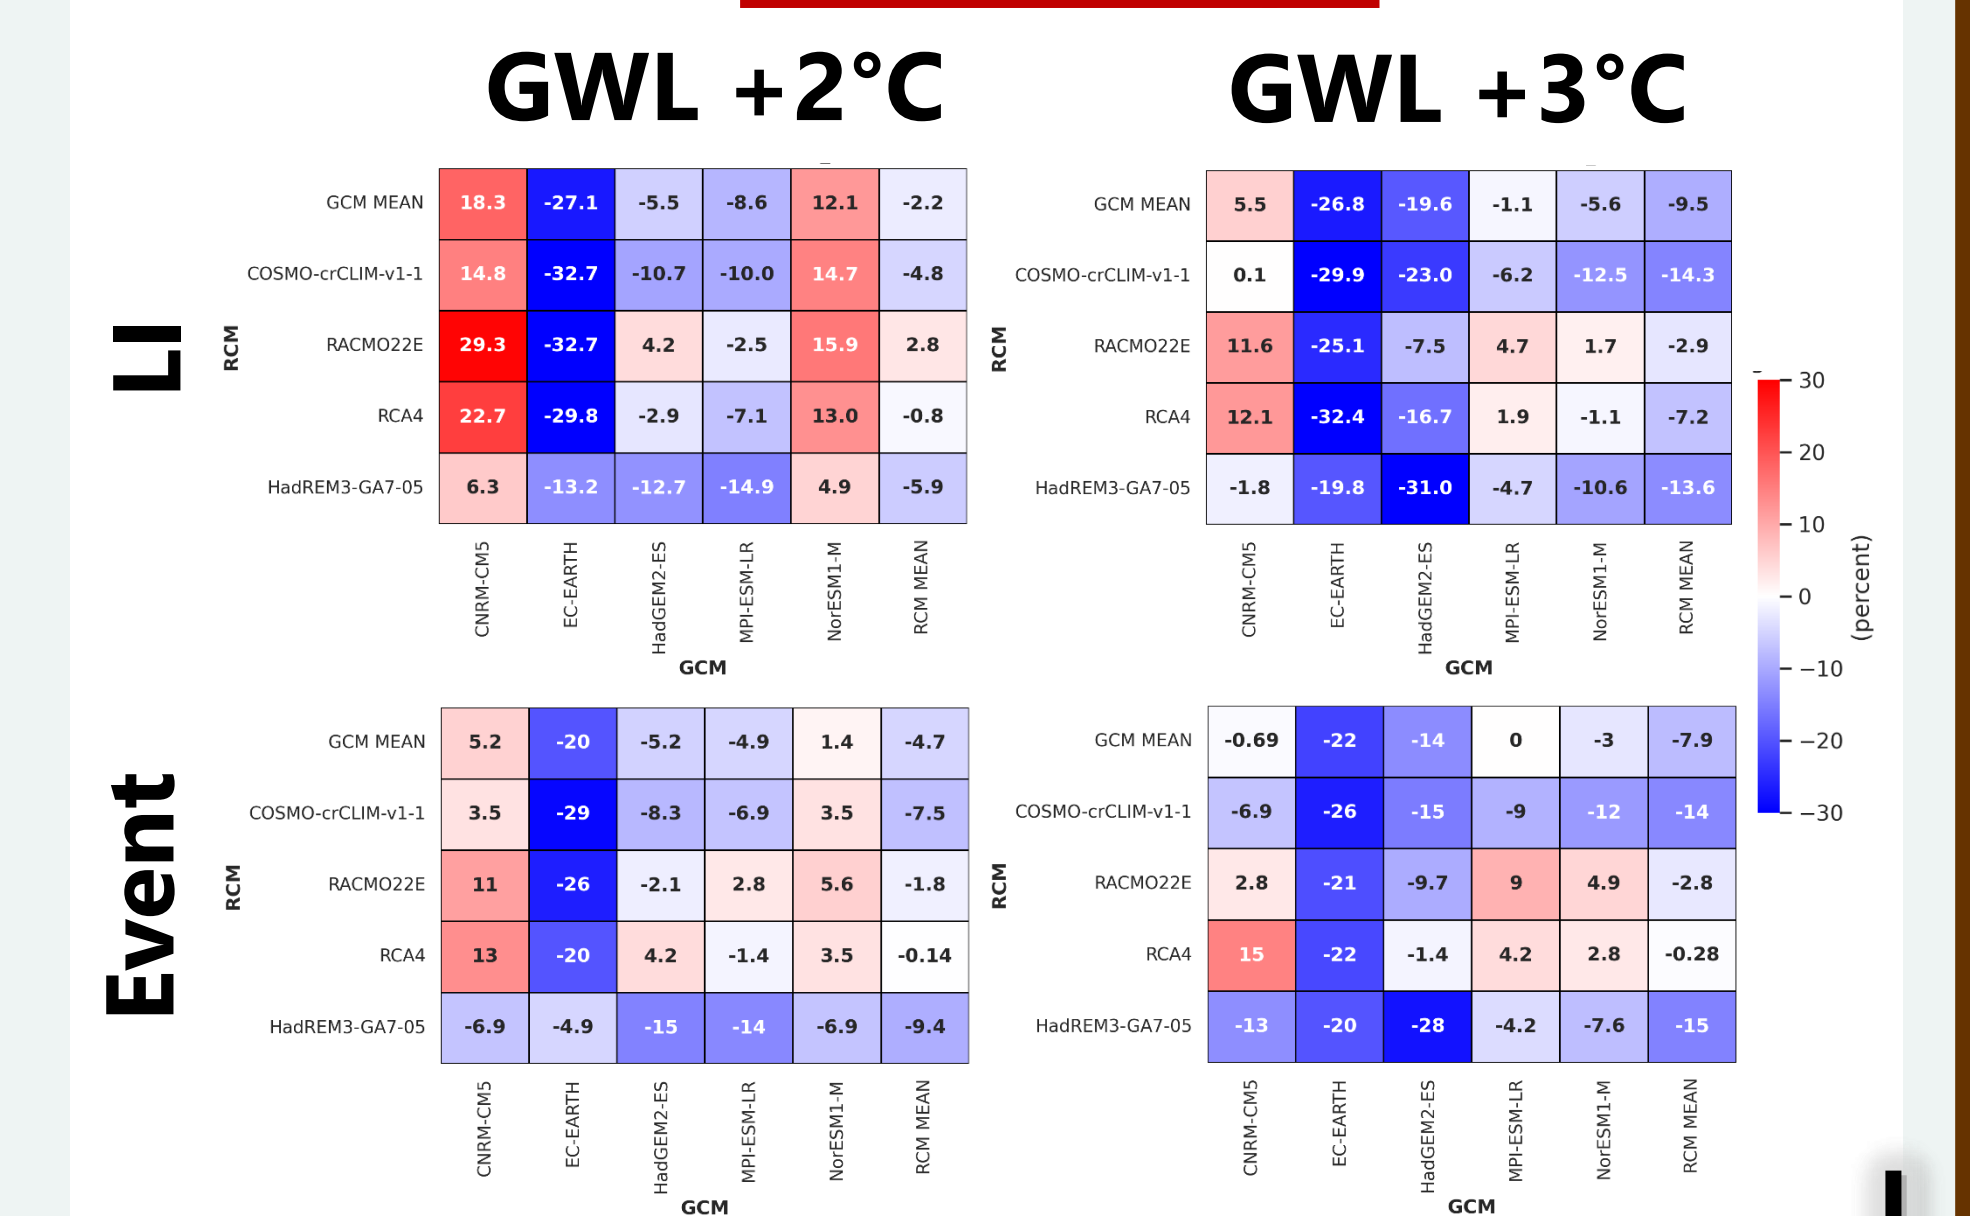 GWL +2°C
GWL +3°C
LI
RCM
GCM MEAN 18.3 -27.1 -5.5 -8.6 12.1 -2.2
COSMO-crCLIM-v1-1 14.8 -32.7 -10.7 -10.0 14.7 -4.8
RACMO22E 29.3 -32.7 4.2 -2.5 15.9 2.8
RCA4 22.7 -29.8 -2.9 -7.1 13.0 -0.8
HadREM3-GA7-05 6.3 -13.2 -12.7 -14.9 4.9 -5.9
CNRM-CM5 EC-EARTH HadGEM2-ES MPI-ESM-LR NorESM1-M RCM MEAN
GCM
RCM
GCM MEAN 5.5 -26.8 -19.6 -1.1 -5.6 -9.5
COSMO-crCLIM-v1-1 0.1 -29.9 -23.0 -6.2 -12.5 -14.3
RACMO22E 11.6 -25.1 -7.5 4.7 1.7 -2.9
RCA4 12.1 -32.4 -16.7 1.9 -1.1 -7.2
HadREM3-GA7-05 -1.8 -19.8 -31.0 -4.7 -10.6 -13.6
CNRM-CM5 EC-EARTH HadGEM2-ES MPI-ESM-LR NorESM1-M RCM MEAN
GCM
30
20
10
0
−10
−20
−30
(percent)
Event
RCM
GCM MEAN 5.2 -20 -5.2 -4.9 1.4 -4.7
COSMO-crCLIM-v1-1 3.5 -29 -8.3 -6.9 3.5 -7.5
RACMO22E 11 -26 -2.1 2.8 5.6 -1.8
RCA4 13 -20 4.2 -1.4 3.5 -0.14
HadREM3-GA7-05 -6.9 -4.9 -15 -14 -6.9 -9.4
CNRM-CM5 EC-EARTH HadGEM2-ES MPI-ESM-LR NorESM1-M RCM MEAN
GCM
RCM
GCM MEAN -0.69 -22 -14 0 -3 -7.9
COSMO-crCLIM-v1-1 -6.9 -26 -15 -9 -12 -14
RACMO22E 2.8 -21 -9.7 9 4.9 -2.8
RCA4 15 -22 -1.4 4.2 2.8 -0.28
HadREM3-GA7-05 -13 -20 -28 -4.2 -7.6 -15
CNRM-CM5 EC-EARTH HadGEM2-ES MPI-ESM-LR NorESM1-M RCM MEAN
GCM